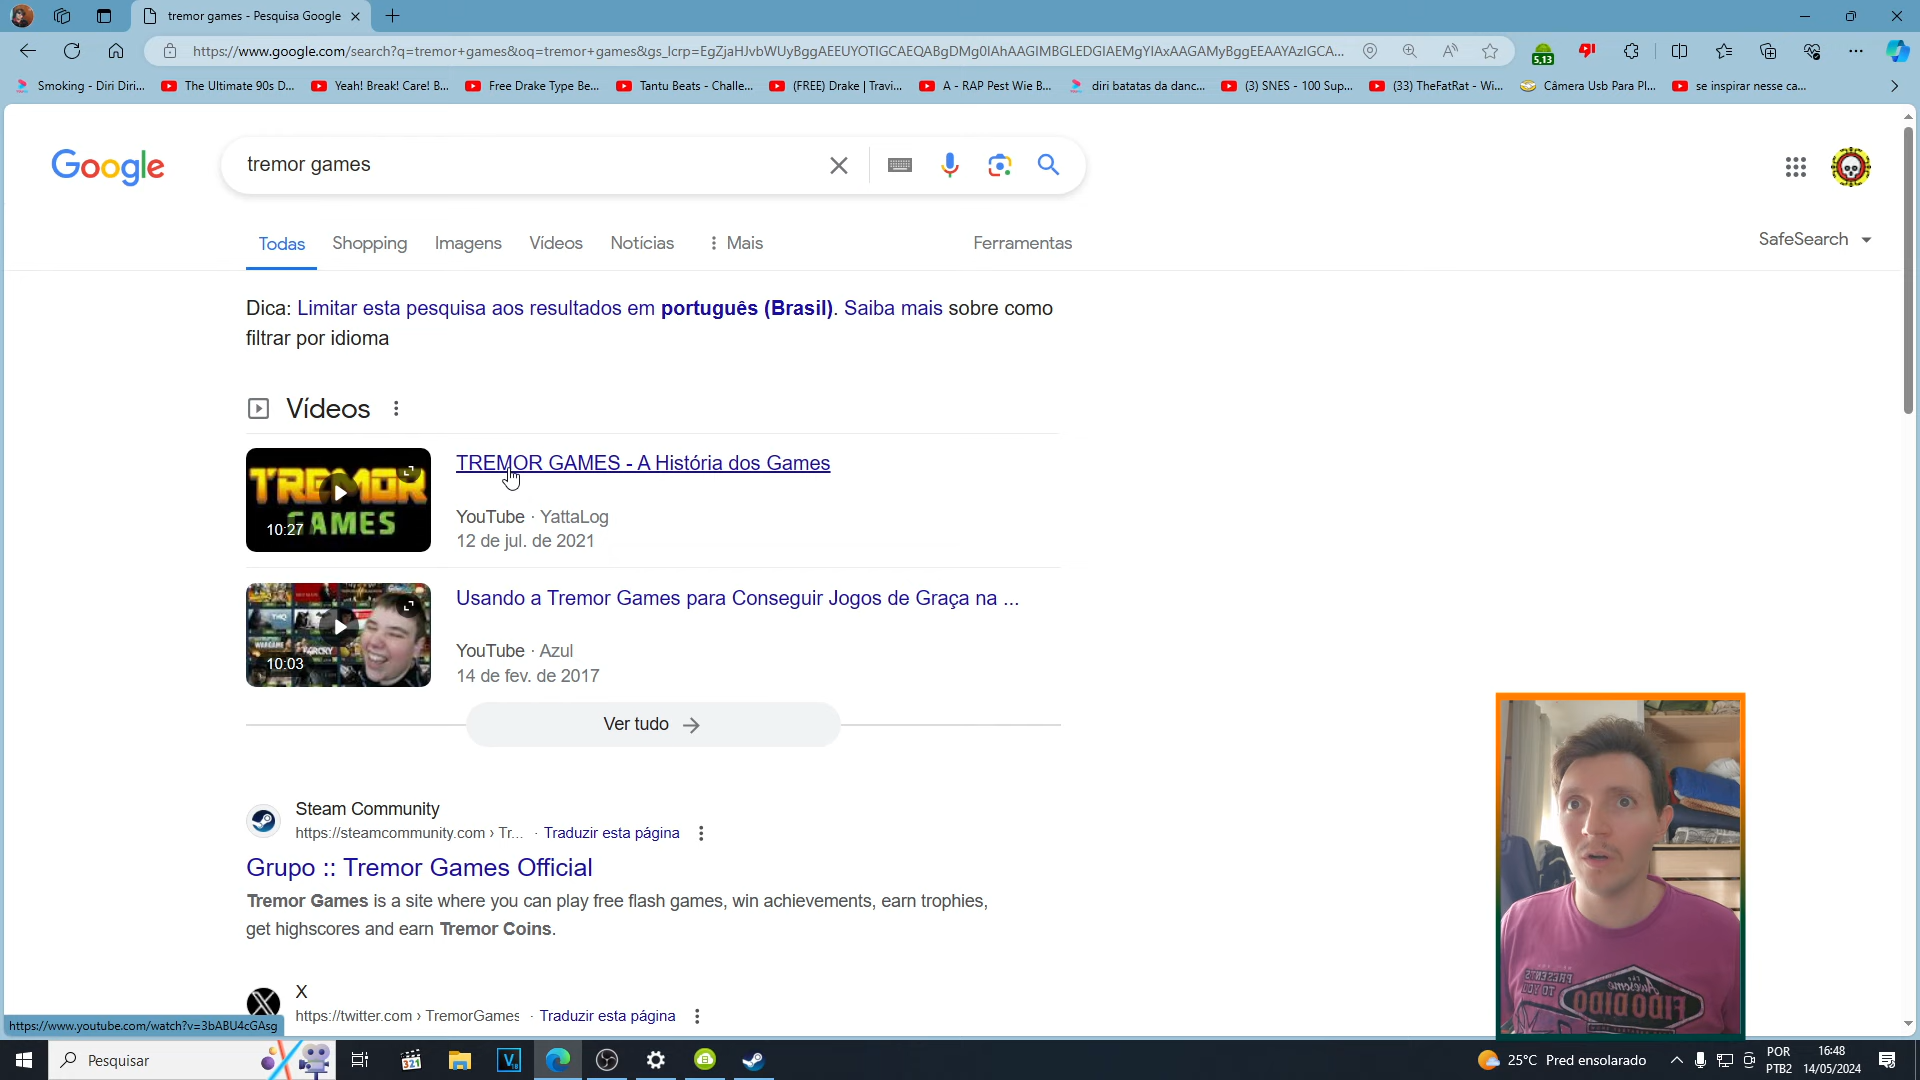 tremor games - Pesquisa Google
https://www.google.com/search?q=tremor+games&oq=tremor+games&gs_lcrp=EgZjaHJvbWUyBggAEEUYOTIGCAEQABgDMg0IAhAAGIMBGLEDGIAEMgYIAxAAGAMyBggEEAAYAzIGCA...
5,13
Smoking - Diri Diri...
The Ultimate 90s D...
Yeah! Break! Care! B...
Free Drake Type Be...
Tantu Beats - Challe...
(FREE) Drake | Travi...
A - RAP Pest Wie B...
diri batatas da danc...
(3) SNES - 100 Sup...
(33) TheFatRat - Wi...
Câmera Usb Para Pl...
se inspirar nesse ca...
Google
tremor games
Todas Shopping Imagens Vídeos Notícias Mais Ferramentas
SafeSearch
Dica: Limitar esta pesquisa aos resultados em português (Brasil). Saiba mais sobre como
filtrar por idioma
Vídeos
TREMOR
GAMES
10:27
TREMOR GAMES - A História dos Games
YouTube · YattaLog
12 de jul. de 2021
10:03
Usando a Tremor Games para Conseguir Jogos de Graça na ...
YouTube · Azul
14 de fev. de 2017
Ver tudo
Steam Community
https://steamcommunity.com › Tr... · Traduzir esta página
Grupo :: Tremor Games Official
Tremor Games is a site where you can play free flash games, win achievements, earn trophies,
get highscores and earn Tremor Coins.
X
https://twitter.com › TremorGames · Traduzir esta página
https://www.youtube.com/watch?v=3bABU4cGAsg
Pesquisar
25°C Pred ensolarado
POR
PTB2
16:48
14/05/2024